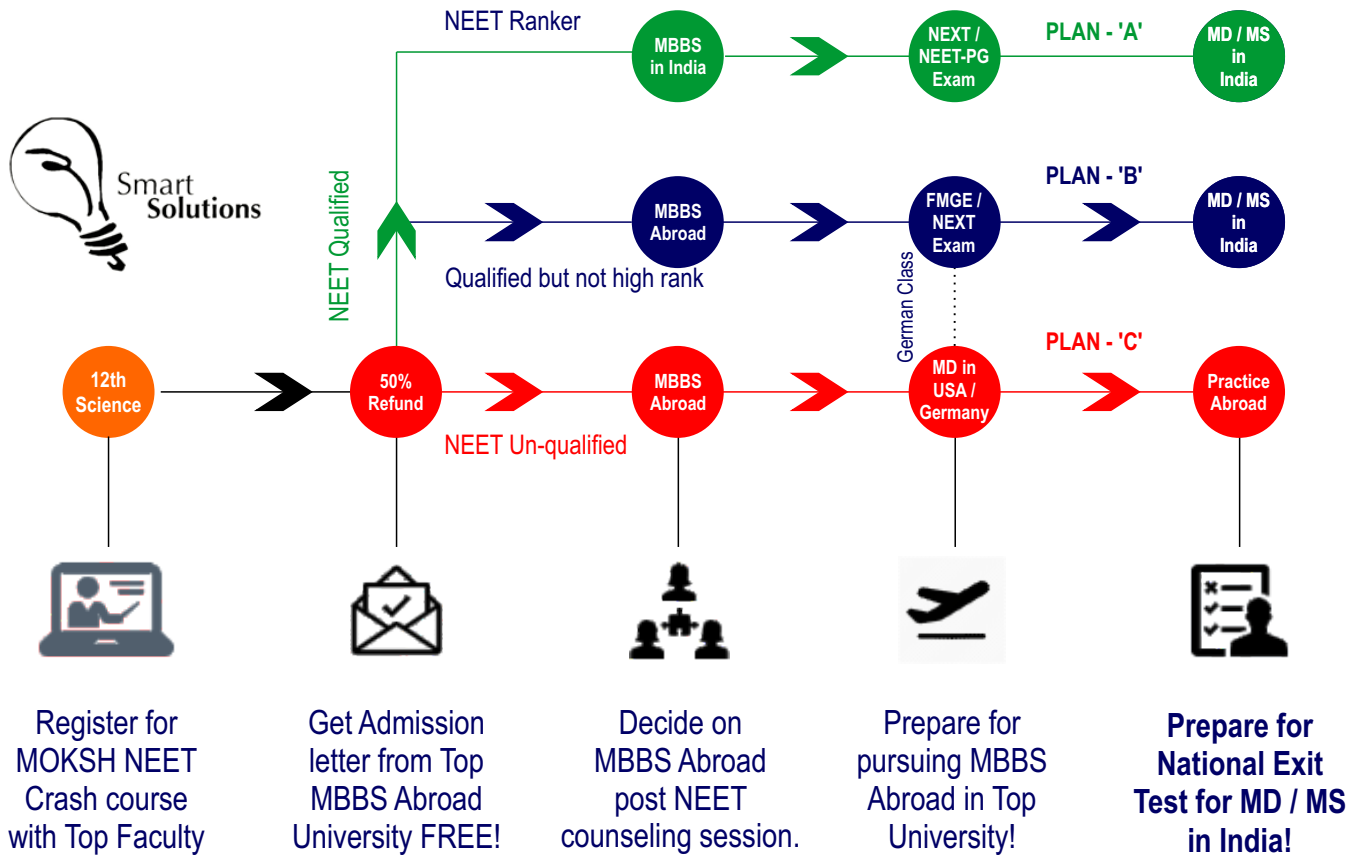 NEET Ranker
MBBS
in India
NEXT /
NEET-PG
Exam
PLAN - 'A'
MD / MS
in
India
Smart
Solutions
NEET Qualified
MBBS
Abroad
FMGE /
NEXT
Exam
PLAN - 'B'
MD / MS
in
India
Qualified but not high rank
German Class
12th
Science
50%
Refund
MBBS
Abroad
MD in
USA /
Germany
PLAN - 'C'
Practice
Abroad
NEET Un-qualified
Register for
MOKSH NEET
Crash course
with Top Faculty
Get Admission
letter from Top
MBBS Abroad
University FREE!
Decide on
MBBS Abroad
post NEET
counseling session.
Prepare for
pursuing MBBS
Abroad in Top
University!
Prepare for
National Exit
Test for MD / MS
in India!